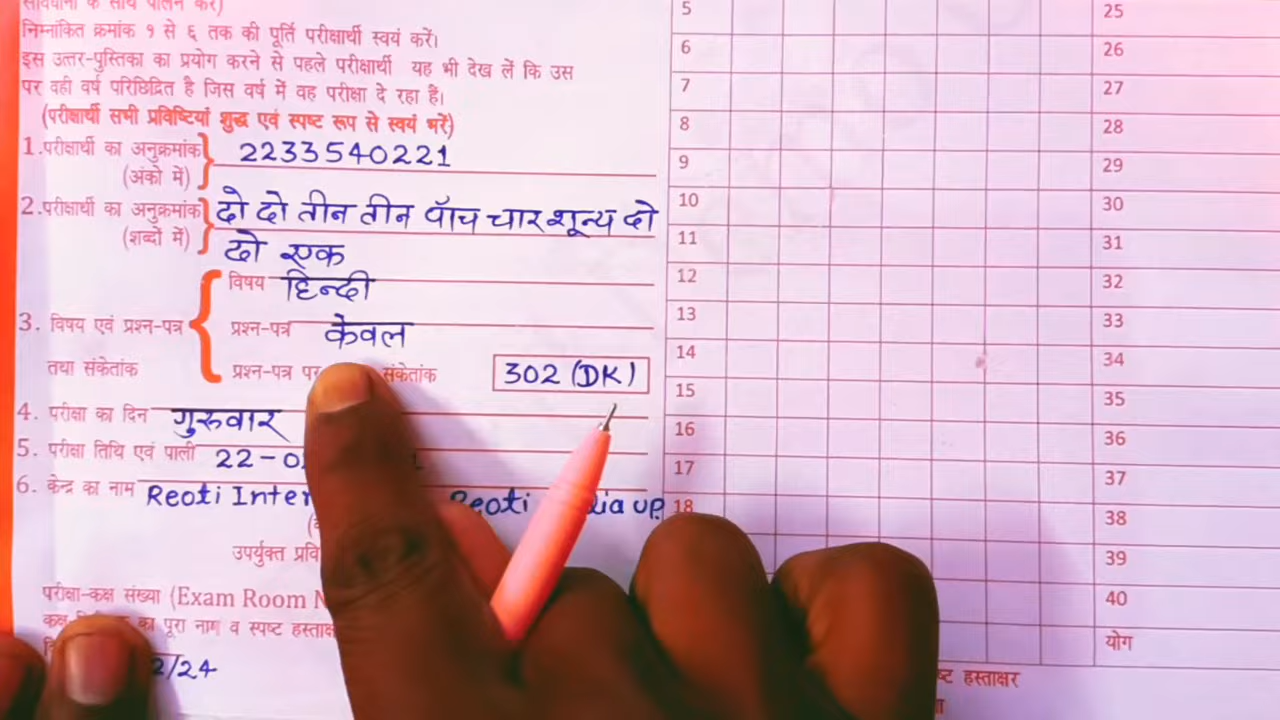 सावधानी के साथ पालन करें)
निम्नांकित क्रमांक १ से ६ तक की पूर्ति परीक्षार्थी स्वयं करें।
इस उत्तर-पुस्तिका का प्रयोग करने से पहले परीक्षार्थी यह भी देख लें कि उस
पर वही वर्ष परिछिद्रित है जिस वर्ष में वह परीक्षा दे रहा है।
(परीक्षार्थी सभी प्रविष्टियां शुद्ध एवं स्पष्ट रूप से स्वयं भरें)
1.परीक्षार्थी का अनुक्रमांक 2233540221
(अंको में)
2.परीक्षार्थी का अनुक्रमांक दो दो तीन तीन पाँच चार शून्य दो
(शब्दों में) दो एक
विषय हिन्दी
3. विषय एवं प्रश्न-पत्र प्रश्न-पत्र केवल
तथा संकेतांक प्रश्न-पत्र पर संकेतांक 302 (DK)
4. परीक्षा का दिन गुरुवार
5. परीक्षा तिथि एवं पाली 22-0
6. केन्द्र का नाम Reoti Inter Reoti UP.
उपर्युक्त
परीक्षा-कक्ष संख्या (Exam Room
का पूरा नाम व स्पष्ट
2/24
5 25
6 26
7 27
8 28
9 29
10 30
11 31
12 32
13 33
14 34
15 35
16 36
17 37
18 38
39
40
योग
हस्ताक्षर